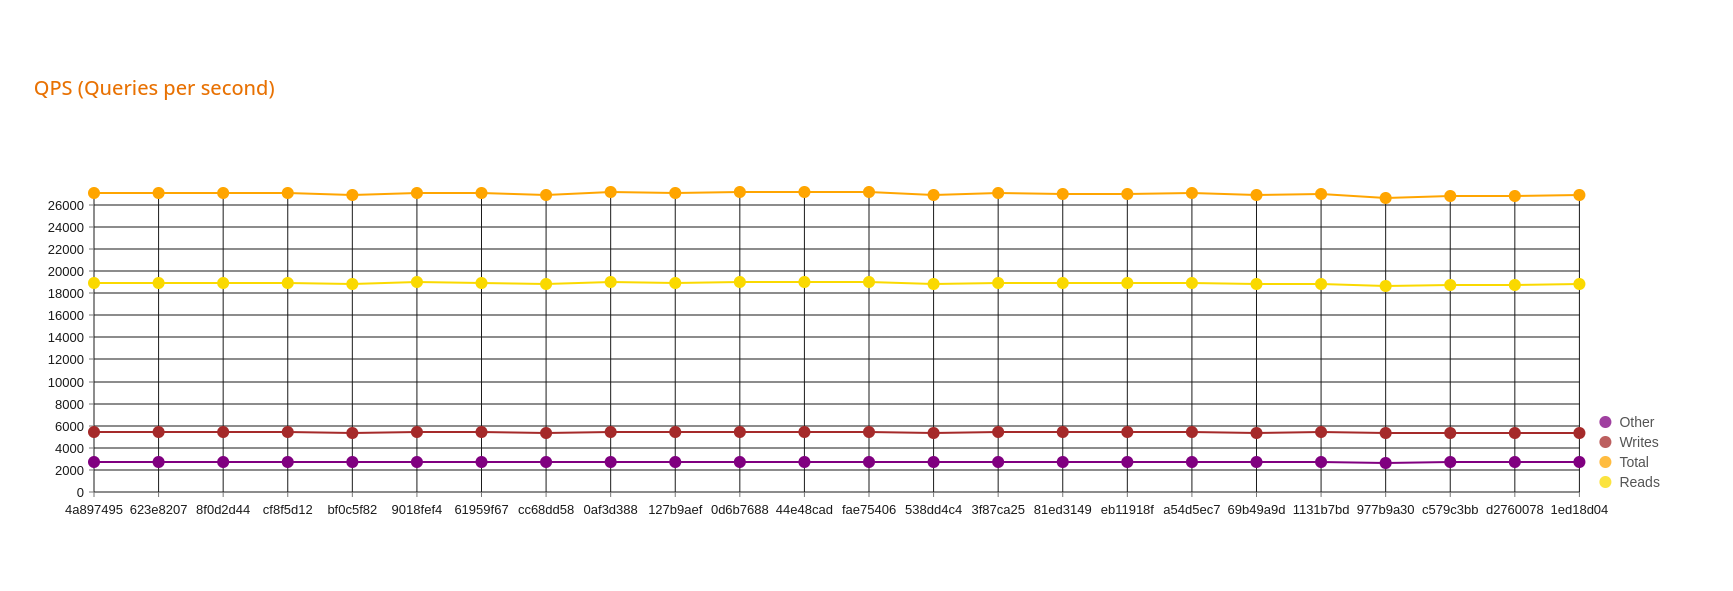 QPS (Queries per second)
26000
24000
22000
20000
18000
16000
14000
12000
10000
8000
6000
4000
2000
0
4a897495 623e8207 8f0d2d44 cf8f5d12 bf0c5f82 9018fef4 61959f67 cc68dd58 0af3d388 127b9aef 0d6b7688 44e48cad fae75406 538dd4c4 3f87ca25 81ed3149 eb11918f a54d5ec7 69b49a9d 1131b7bd 977b9a30 c579c3bb d2760078 1ed18d04
Other
Writes
Total
Reads